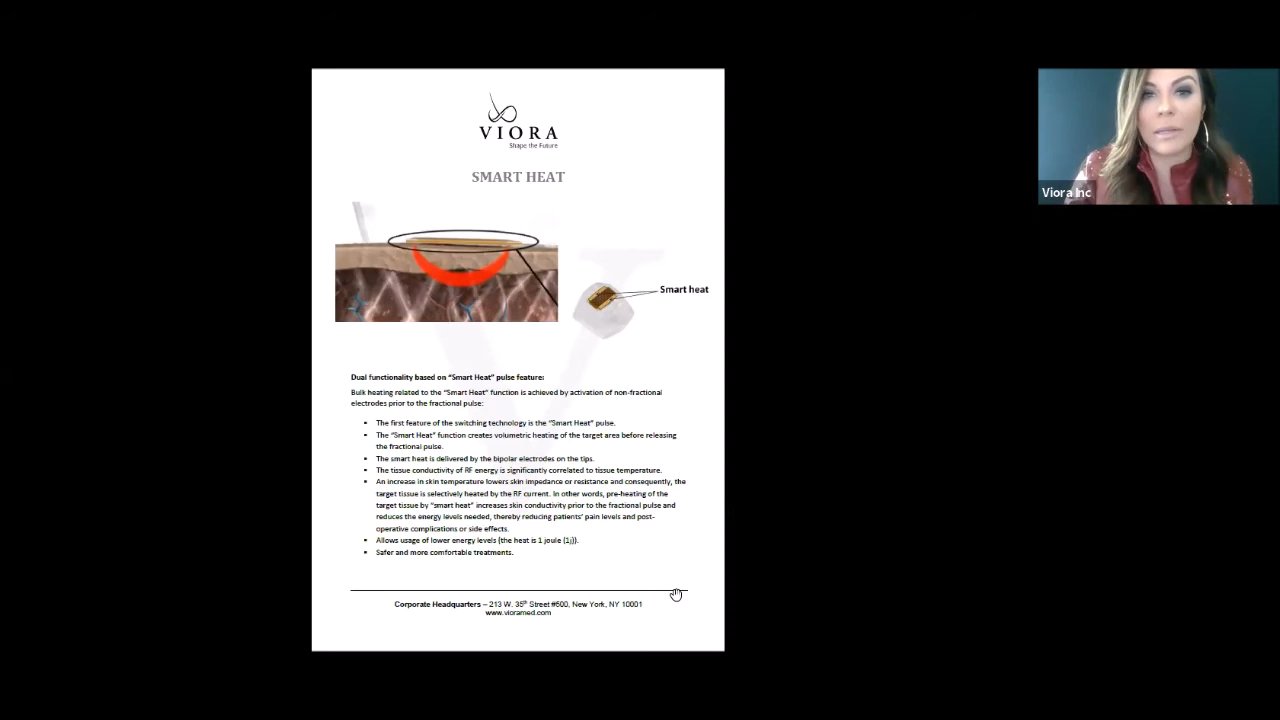 VIORA
Shape the Future
SMART HEAT
Smart heat
Dual functionality based on “Smart Heat” pulse feature:
Bulk heating related to the “Smart Heat” function is achieved by activation of non-fractional
electrodes prior to the fractional pulse:
• The first feature of the switching technology is the “Smart Heat” pulse.
• The “Smart Heat” function creates volumetric heating of the target area before releasing
the fractional pulse.
• The smart heat is delivered by the bipolar electrodes on the tips.
• The tissue conductivity of RF energy is significantly correlated to tissue temperature.
• An increase in skin temperature lowers skin impedance or resistance and consequently, the
target tissue is selectively heated by the RF current. In other words, pre-heating of the
target tissue by “smart heat” increases skin conductivity prior to the fractional pulse and
reduces the energy levels needed, thereby reducing patients’ pain levels and post-
operative complications or side effects.
• Allows usage of lower energy levels (the heat is 1 joule (1j)).
• Safer and more comfortable treatments.
Corporate Headquarters – 213 W. 35th Street #500, New York, NY 10001
www.vioramed.com
Viora Inc